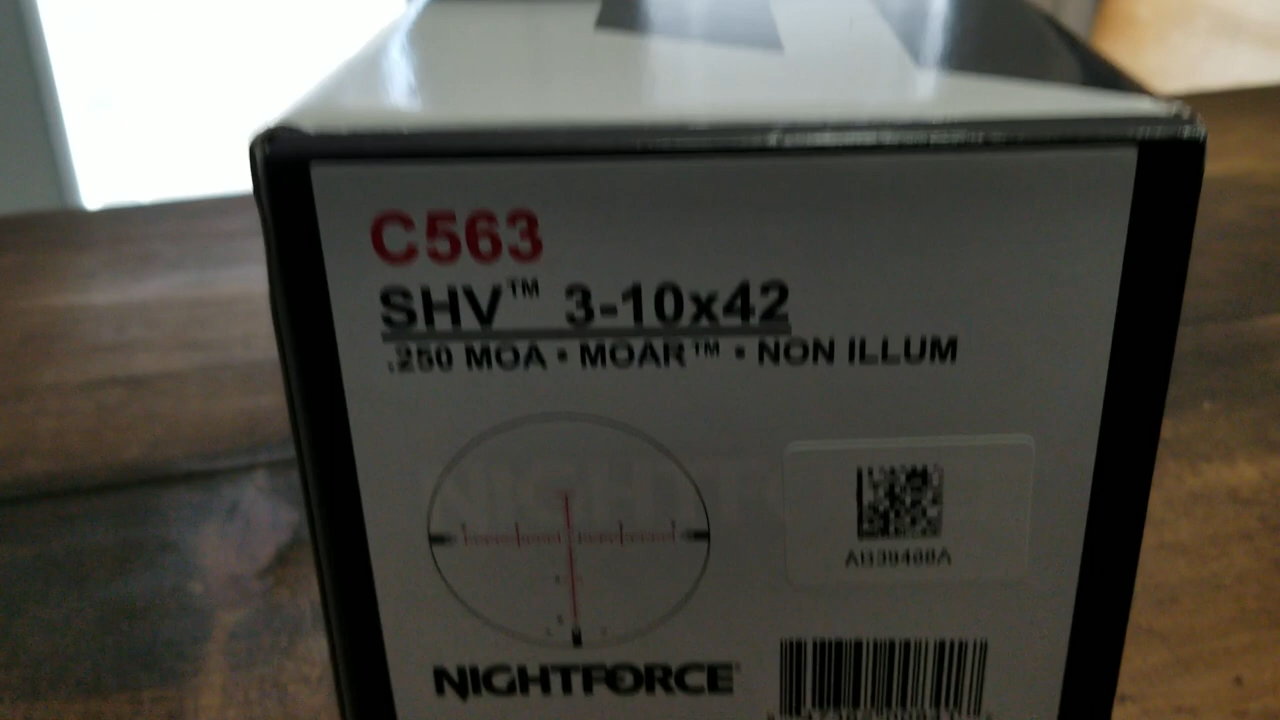 C563
SHV™ 3-10x42
.250 MOA • MOAR™ • NON ILLUM
NIGHTFORCE